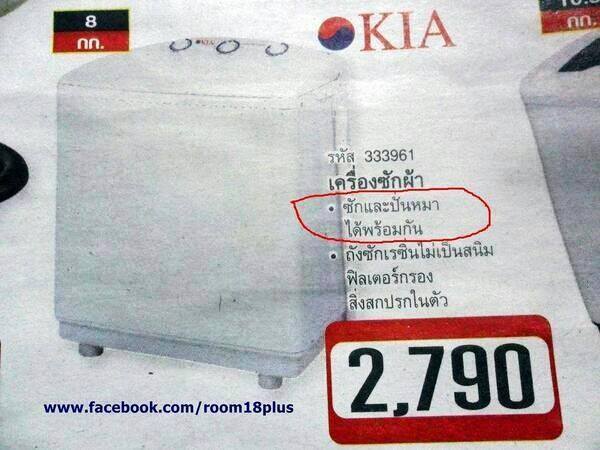 8
กก.
KIA
กก.
รหัส 333961
เครื่องซักผ้า
• ซักและปั่นหมา
ได้พร้อมกัน
• ถังซักเรซิ่นไม่เป็นสนิม
ฟิลเตอร์กรอง
สิ่งสกปรกในตัว
2,790
www.facebook.com/room18plus